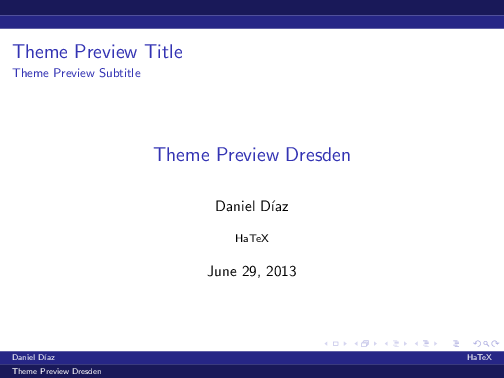 Theme Preview Title
Theme Preview Subtitle
Theme Preview Dresden
Daniel Díaz
HaTeX
June 29, 2013
Daniel Díaz HaTeX
Theme Preview Dresden